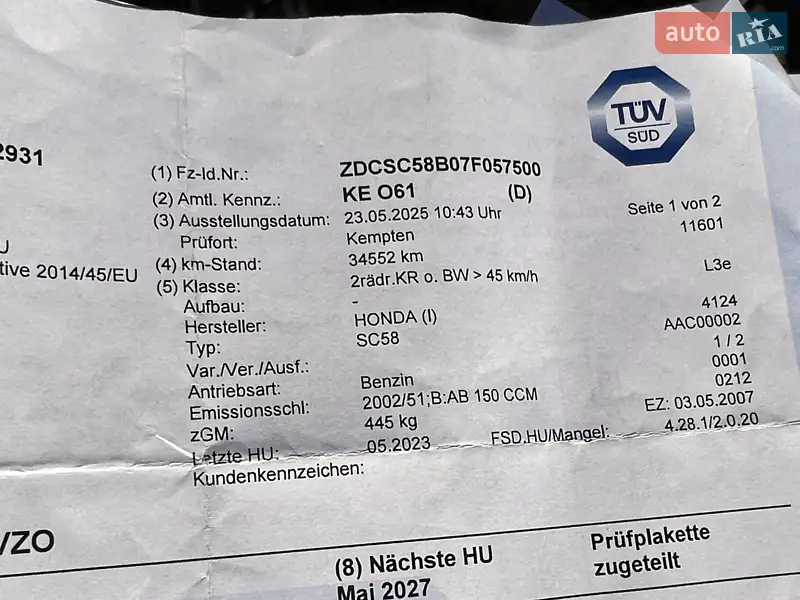 auto RIA.com
TÜV
SÜD
2931
(1) Fz-Id.Nr.: ZDCSC58B07F057500
(2) Amtl. Kennz.: KE O61 (D)
(3) Ausstellungsdatum: 23.05.2025 10:43 Uhr Seite 1 von 2
Prüfort: Kempten 11601
tive 2014/45/EU
(4) km-Stand: 34552 km
(5) Klasse: 2rädr.KR o. BW > 45 km/h L3e
Aufbau: -
Hersteller: HONDA (I) 4124
Typ: SC58 AAC00002
Var./Ver./Ausf.: 1 / 2
Antriebsart: Benzin 0001
Emissionsschl: 2002/51;B:AB 150 CCM 0212
zGM: 445 kg EZ: 03.05.2007
Letzte HU: 05.2023 FSD.HU/Mangel: 4.28.1/2.0.20
Kundenkennzeichen:
VZO
(8) Nächste HU Prüfplakette
Mai 2027 zugeteilt